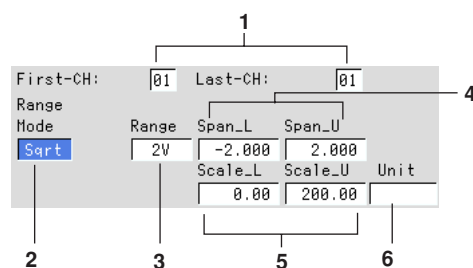 1
First-CH: 01 Last-CH: 01
4
Range
Mode Range Span_L Span_U
Sqrt 2V -2.000 2.000
Scale_L Scale_U Unit
0.00 200.00
2 3 5 6